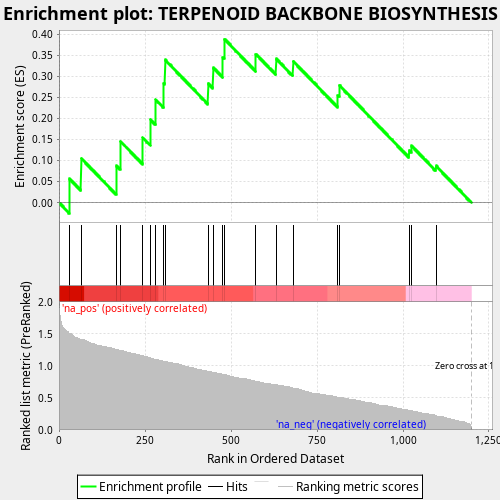 Enrichment plot: TERPENOID BACKBONE BIOSYNTHESIS
Enrichment score (ES)
0.40
0.35
0.30
0.25
0.20
0.15
0.10
0.05
0.00
'na_pos' (positively correlated)
Ranked list metric (PreRanked)
2.0
1.5
1.0
0.5
0.0
Zero cross at 1
'na_neg' (negatively correlated)
0
250
500
750
1,000
1,250
Rank in Ordered Dataset
Enrichment profile
Hits
Ranking metric scores